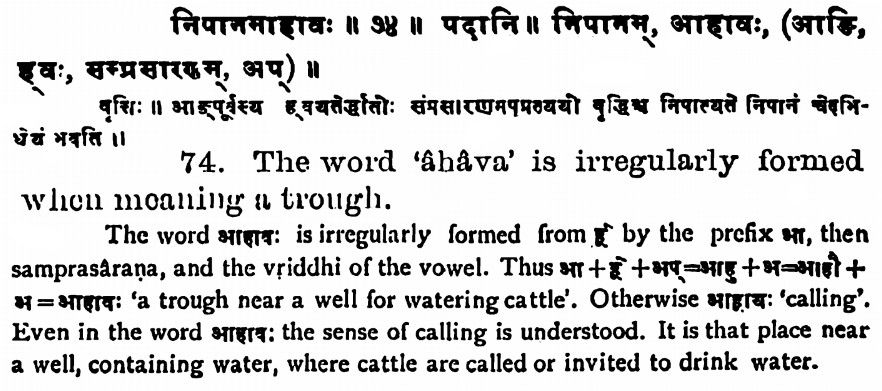 निपानमाहावः ॥ ७४ ॥ पदानि ॥ निपानम्, आहावः, (आङि,
ह्वः, सम्प्रसारणम्, अप्) ॥
वृत्तिः ॥ आङ्पूर्वस्य ह्वयतेर्द्धातोः संप्रसारणमपप्रत्ययो वृद्धिश्च निपात्यते निपानं चेदभि-
धेयं भवति ॥
74. The word 'âhâva' is irregularly formed
when meaning a trough.
The word आहावः is irregularly formed from ह्वे by the prefix आ, then
samprasâraṇa, and the vṛiddhi of the vowel. Thus आ + ह्वे + अप्=आहु + अ=आहौ +
अ = आहावः 'a trough near a well for watering cattle'. Otherwise आह्वायः 'calling'.
Even in the word आहावः the sense of calling is understood. It is that place near
a well, containing water, where cattle are called or invited to drink water.